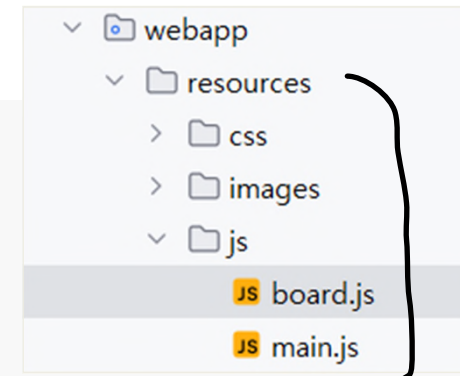 webapp
resources
css
images
js
JS board.js
JS main.js